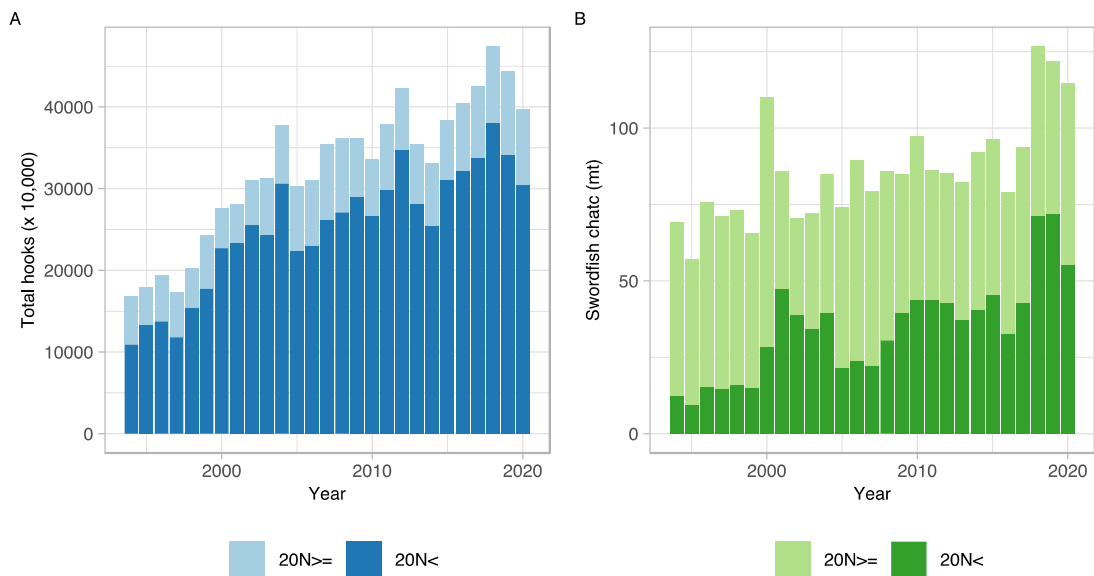 A
Total hooks (x 10,000)
40000
30000
20000
10000
0
2000
2010
2020
Year
20N>=
20N<
B
Swordfish chatc (mt)
100
50
0
2000
2010
2020
Year
20N>=
20N<